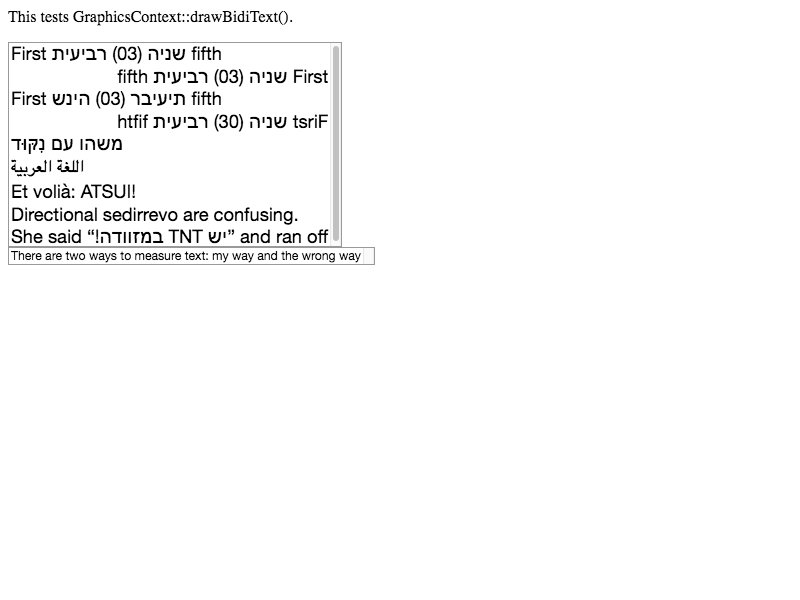 This tests GraphicsContext::drawBidiText().
First שניה (03) רביעית fifth
First שניה (03) רביעית fifth
First תיעיבר (03) הינש fifth
tsriF שניה (30) רביעית htfif
משהו עם נִקּוּד
اللغة العربية
Et volià: ATSUI!
Directional sedirrevo are confusing.
She said “יש TNT במזוודה!” and ran off
There are two ways to measure text: my way and the wrong way